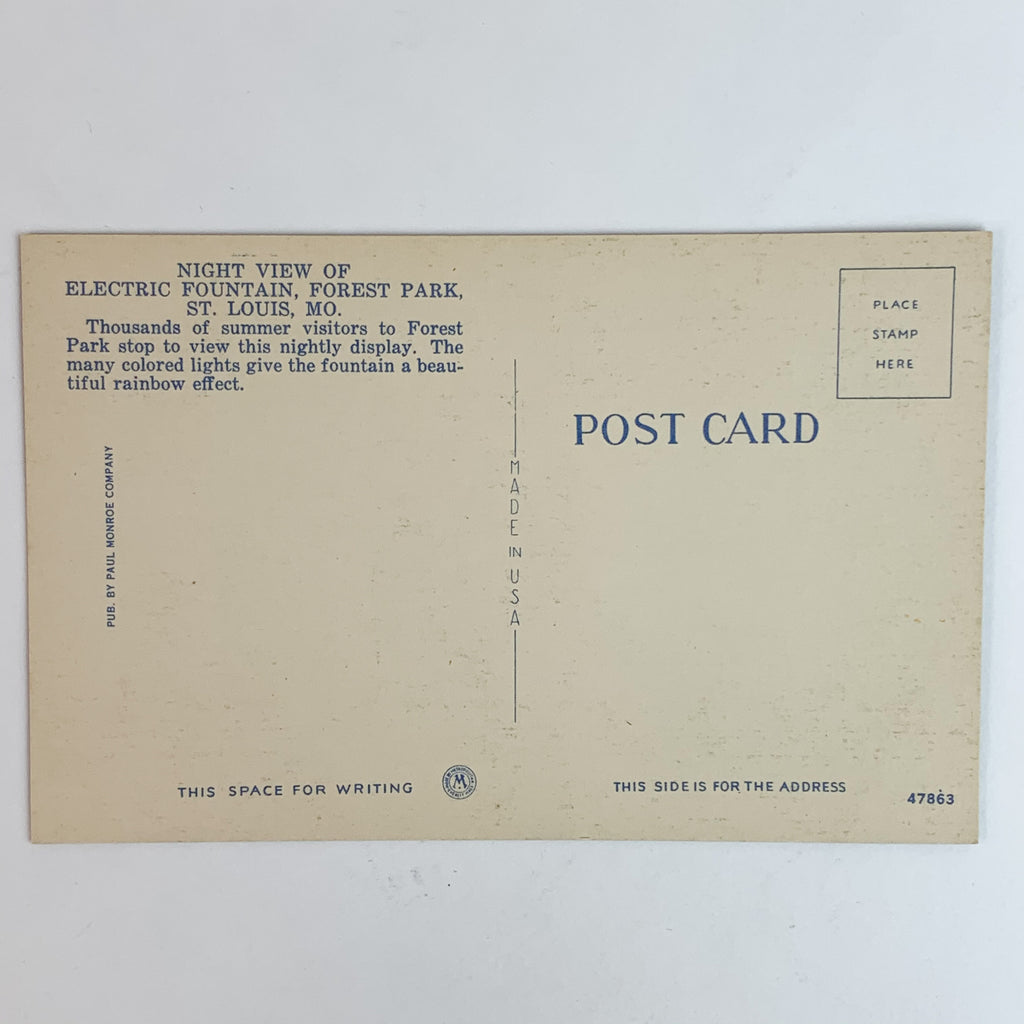 NIGHT VIEW OF
ELECTRIC FOUNTAIN, FOREST PARK,
ST. LOUIS, MO.
Thousands of summer visitors to Forest
Park stop to view this nightly display. The
many colored lights give the fountain a beau-
tiful rainbow effect.
PUB. BY PAUL MONROE COMPANY
THIS SPACE FOR WRITING
M
MADE IN USA
PLACE
STAMP
HERE
POST CARD
THIS SIDE IS FOR THE ADDRESS
47863